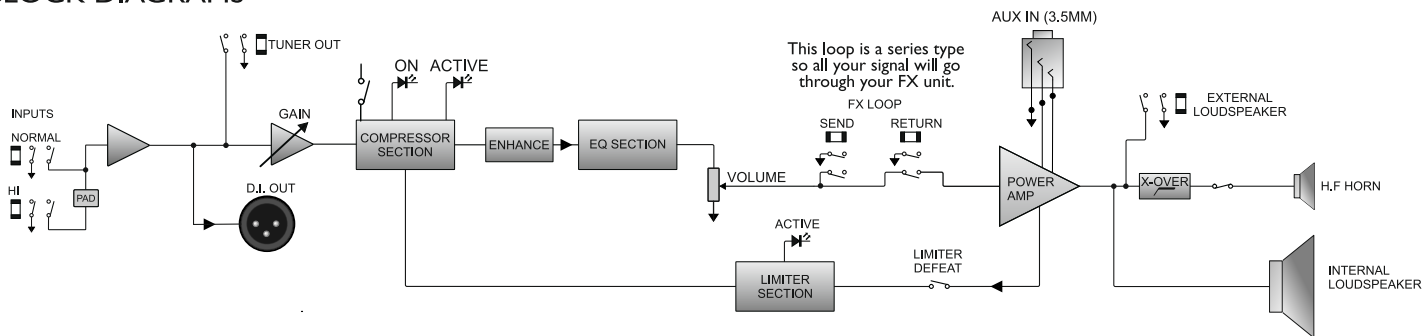 BLOCK DIAGRAMS
TUNER OUT
INPUTS
NORMAL
HI
PAD
GAIN
D.I. OUT
ON
ACTIVE
COMPRESSOR
SECTION
ENHANCE
EQ SECTION
VOLUME
This loop is a series type
so all your signal will go
through your FX unit.
FX LOOP
SEND
RETURN
AUX IN (3.5MM)
POWER
AMP
EXTERNAL
LOUDSPEAKER
X-OVER
H.F HORN
INTERNAL
LOUDSPEAKER
ACTIVE
LIMITER
SECTION
LIMITER
DEFEAT